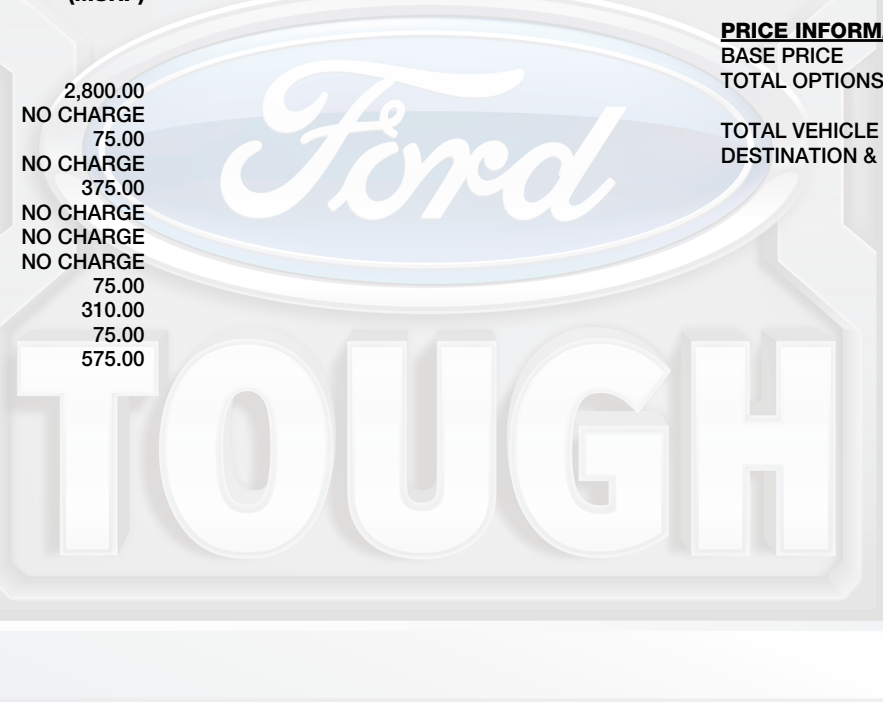 (MSRP)
2,800.00
NO CHARGE
75.00
NO CHARGE
375.00
NO CHARGE
NO CHARGE
NO CHARGE
75.00
310.00
75.00
575.00
PRICE INFORM
BASE PRICE
TOTAL OPTIONS
TOTAL VEHICLE
DESTINATION &
Ford
TOUGH